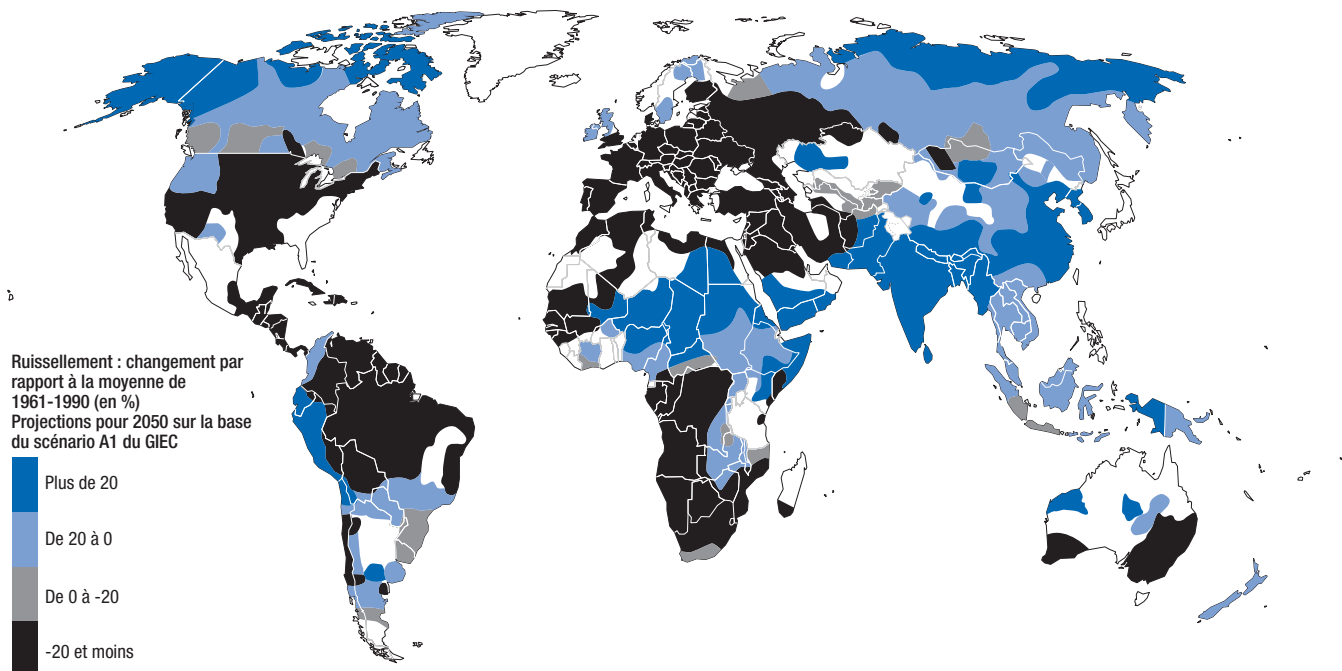 Ruissellement : changement par
rapport à la moyenne de
1961-1990 (en %)
Projections pour 2050 sur la base
du scénario A1 du GIEC
Plus de 20
De 20 à 0
De 0 à -20
-20 et moins